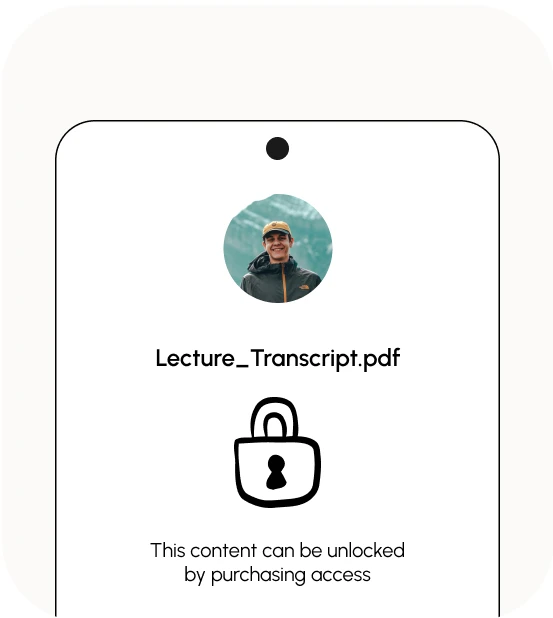 Lecture_Transcript.pdf
This content can be unlocked
by purchasing access